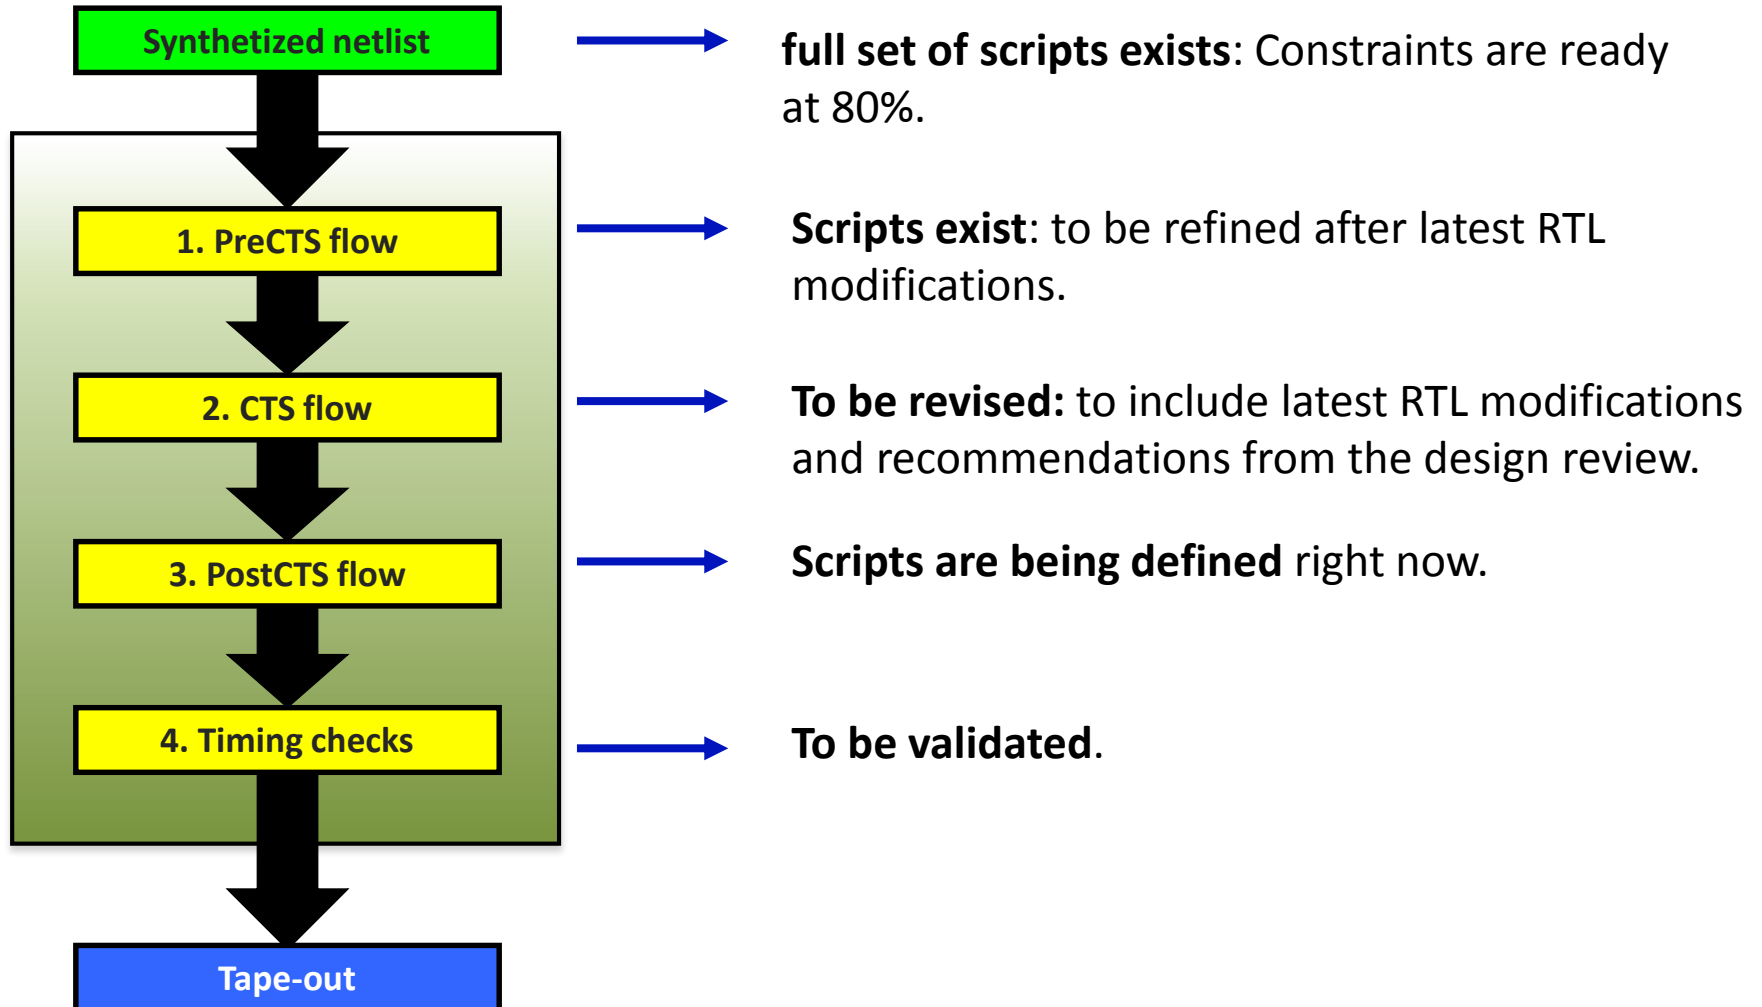 Synthetized netlist
full set of scripts exists: Constraints are ready
at 80%.
1. PreCTS flow
Scripts exist: to be refined after latest RTL
modifications.
2. CTS flow
To be revised: to include latest RTL modifications
and recommendations from the design review.
3. PostCTS flow
Scripts are being defined right now.
4. Timing checks
To be validated.
Tape-out